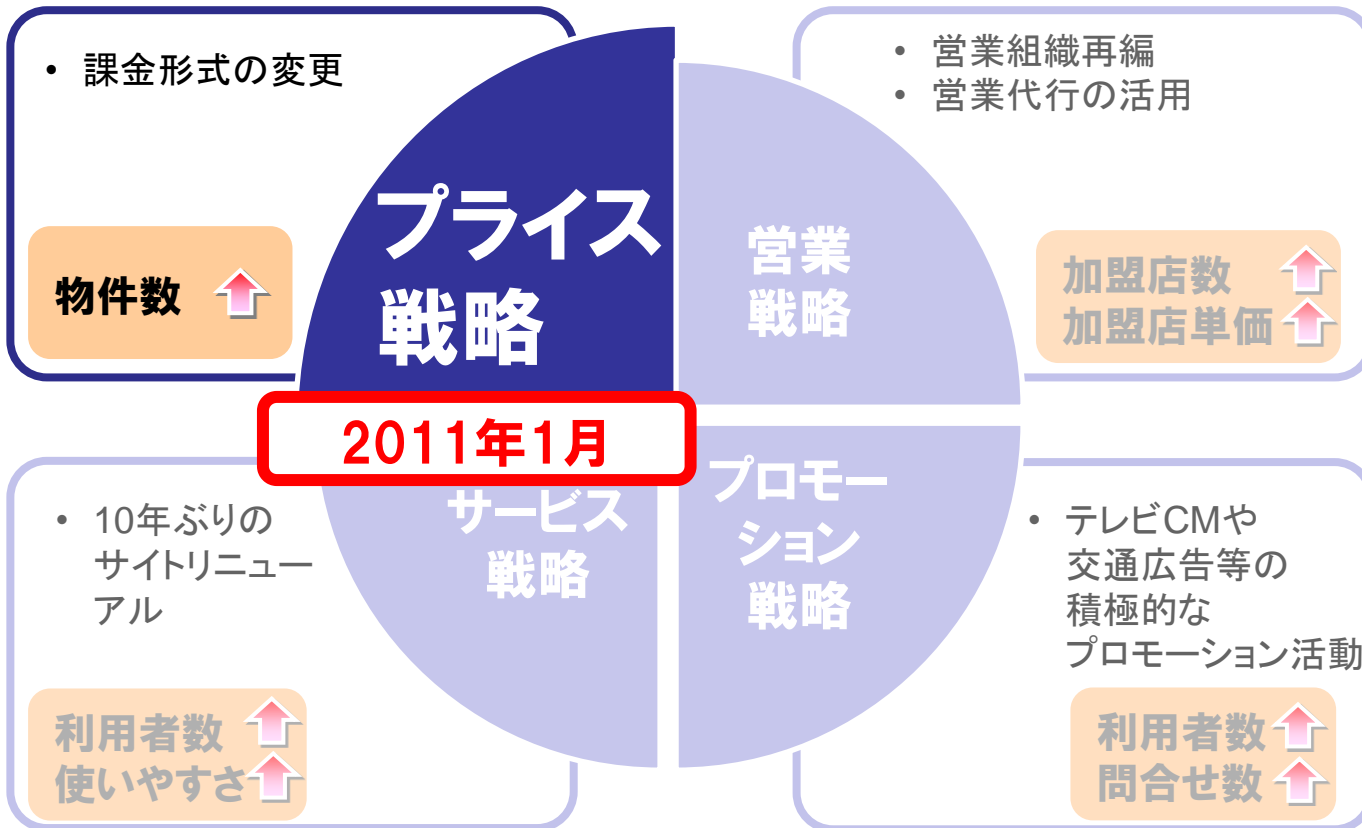 • 課金形式の変更
物件数
プライス
戦略
• 営業組織再編
• 営業代行の活用
営業
戦略
加盟店数
加盟店単価
2011年1月
• 10年ぶりの
サイトリニュー
アル
サービス
戦略
利用者数
使いやすさ
プロモー
ション
戦略
• テレビCMや
交通広告等の
積極的な
プロモーション活動
利用者数
問合せ数